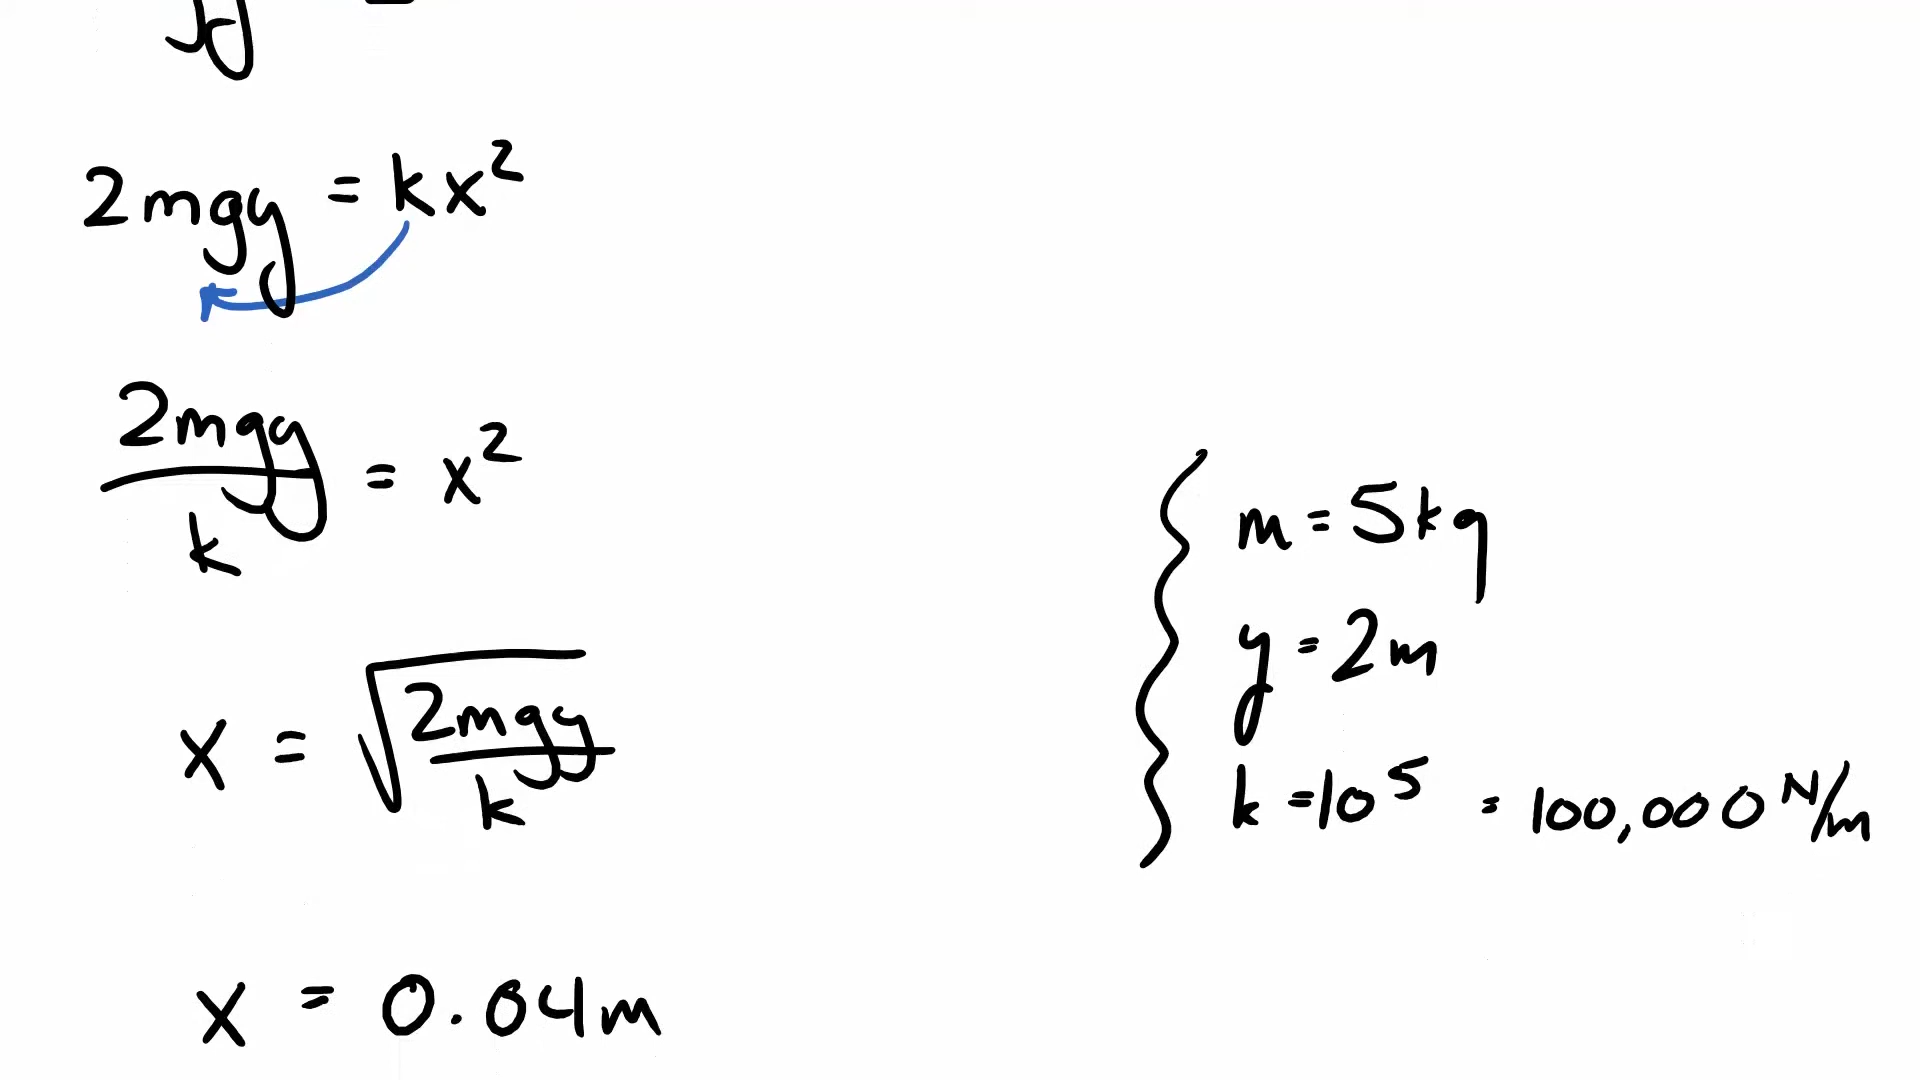 2mgy = kx²
2mgy/k = x²
x = √(2mgy/k)
x = 0.04m
m = 5kg
y = 2m
k = 10⁵ = 100,000 N/m